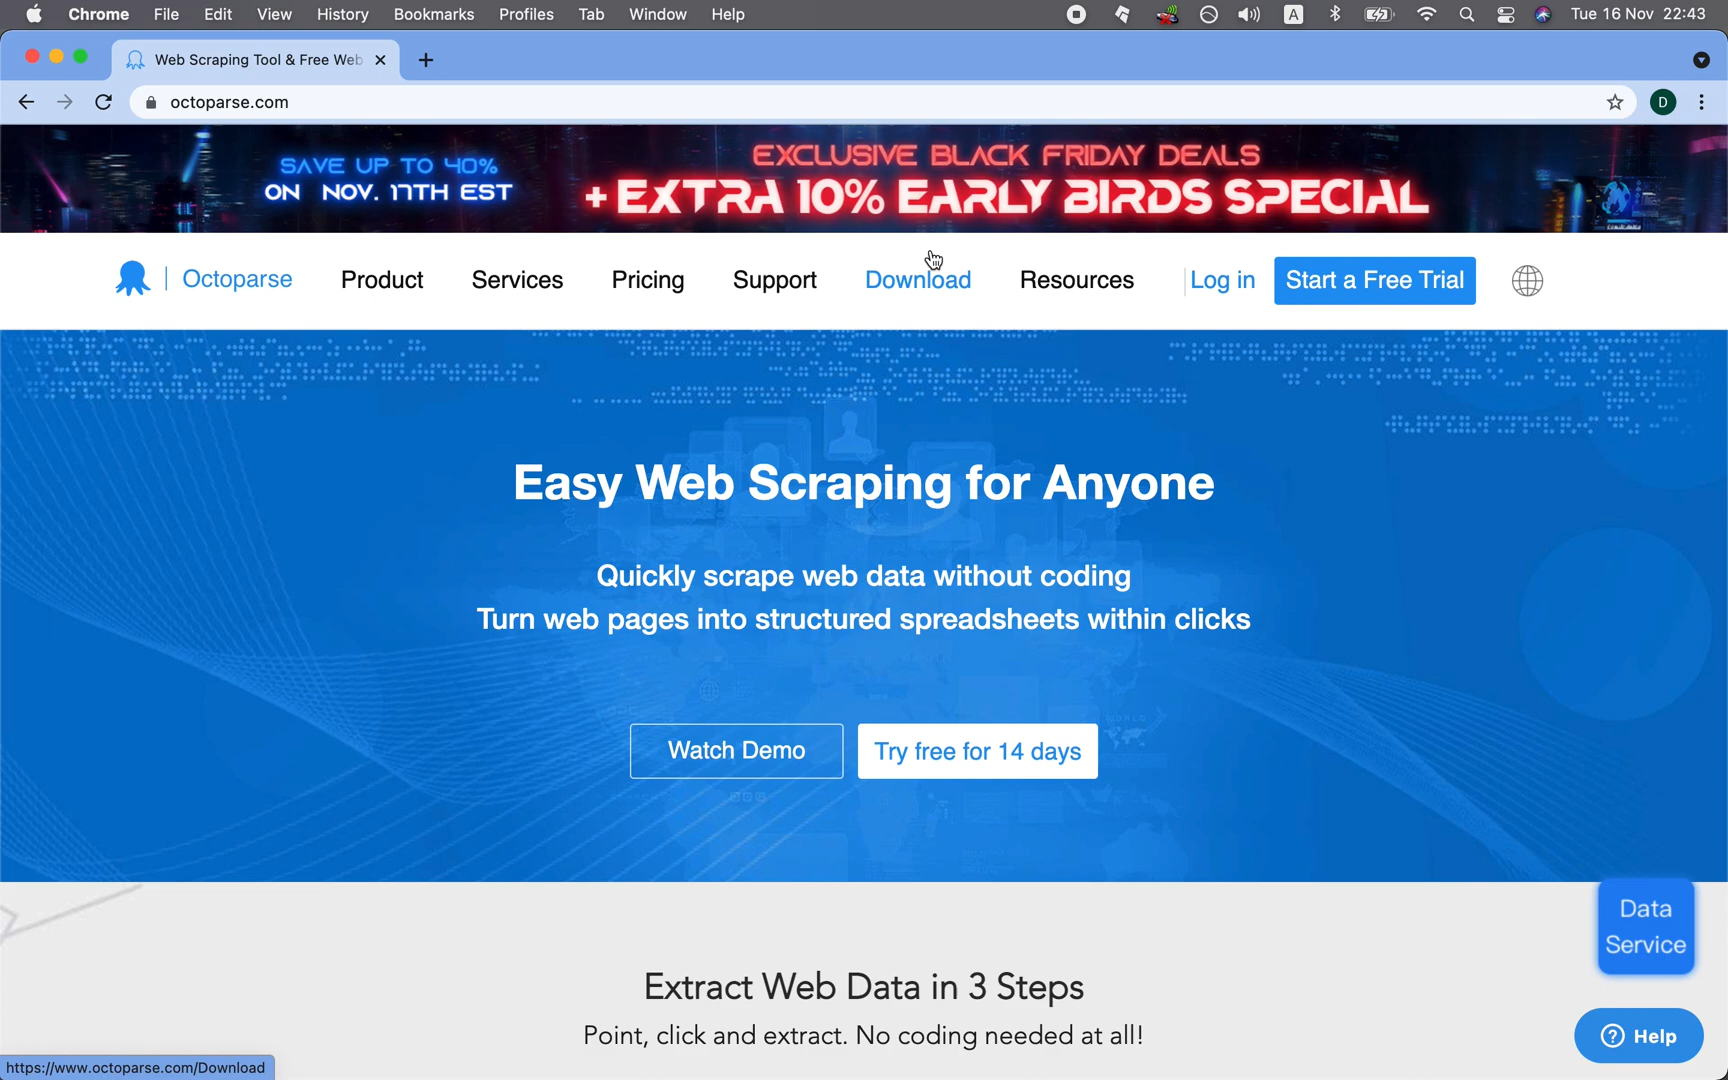 Chrome File Edit View History Bookmarks Profiles Tab Window Help A Tue 16 Nov 22:43
Web Scraping Tool & Free Web
octoparse.com D
SAVE UP TO 40%
ON NOV. 17TH EST
EXCLUSIVE BLACK FRIDAY DEALS
+ EXTRA 10% EARLY BIRDS SPECIAL
Octoparse Product Services Pricing Support Download Resources Log in Start a Free Trial
Easy Web Scraping for Anyone
Quickly scrape web data without coding
Turn web pages into structured spreadsheets within clicks
Watch Demo Try free for 14 days
Data
Service
Extract Web Data in 3 Steps
Point, click and extract. No coding needed at all!
? Help
https://www.octoparse.com/Download